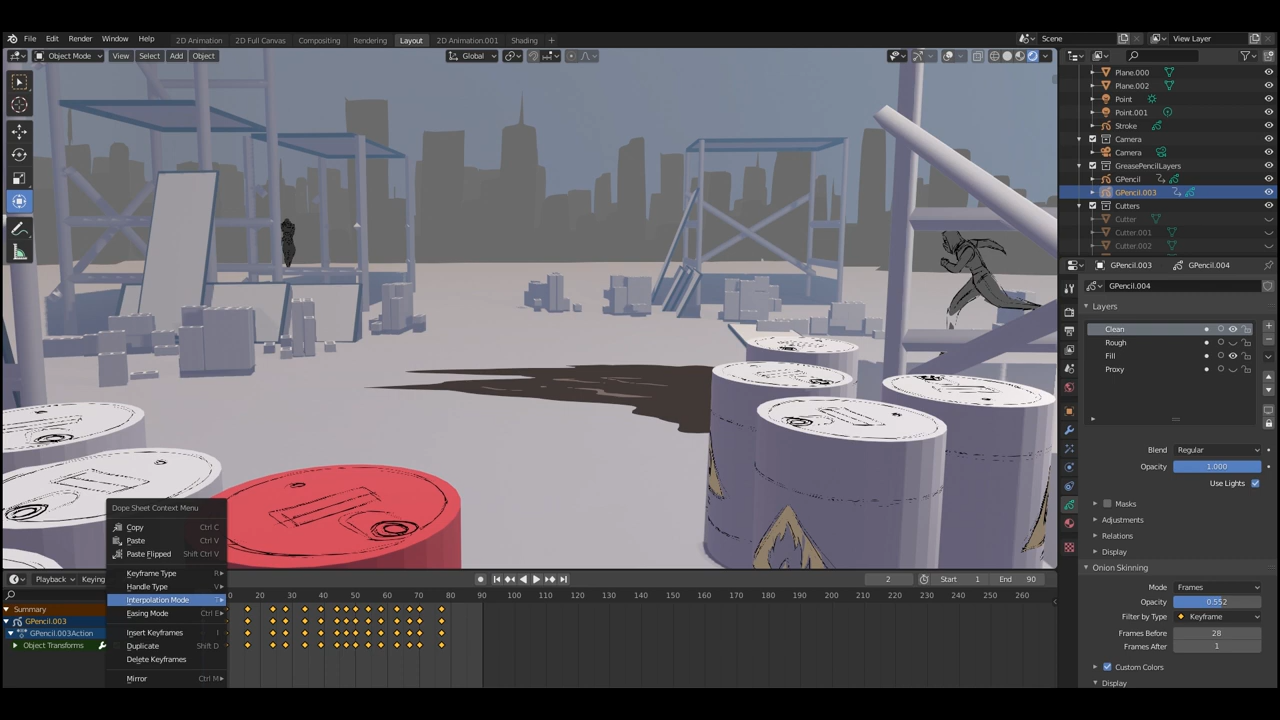 File Edit Render Window Help 2D Animation 2D Full Canvas Compositing Rendering Layout 2D Animation.001 Shading + Scene View Layer
Object Mode View Select Add Object Global
Plane.000
Plane.002
Point
Point.001
Stroke
Camera
Camera
GreasePencilLayers
GPencil
GPencil.003
Cutters
Cutter
Cutter.001
Cutter.002
GPencil.003 GPencil.004
GPencil.004
Layers
Clean
Rough
Fill
Proxy
Blend Regular
Opacity 1.000
Use Lights
Masks
Adjustments
Relations
Display
Onion Skinning
Mode Frames
Opacity 0.552
Filter by Type Keyframe
Frames Before 28
Frames After 1
Custom Colors
Display
Dope Sheet Context Menu
Copy Ctrl C
Paste Ctrl V
Paste Flipped Shift Ctrl V
Keyframe Type R
Handle Type V
Interpolation Mode T
Easing Mode Ctrl E
Insert Keyframes I
Duplicate Shift D
Delete Keyframes
Mirror Ctrl M
Playback Keying 2 Start 1 End 90
20 30 40 50 60 70 80 90 100 110 120 130 140 150 160 170 180 190 200 210 220 230 240 250 260
Summary
GPencil.003
GPencil.003Action
Object Transforms